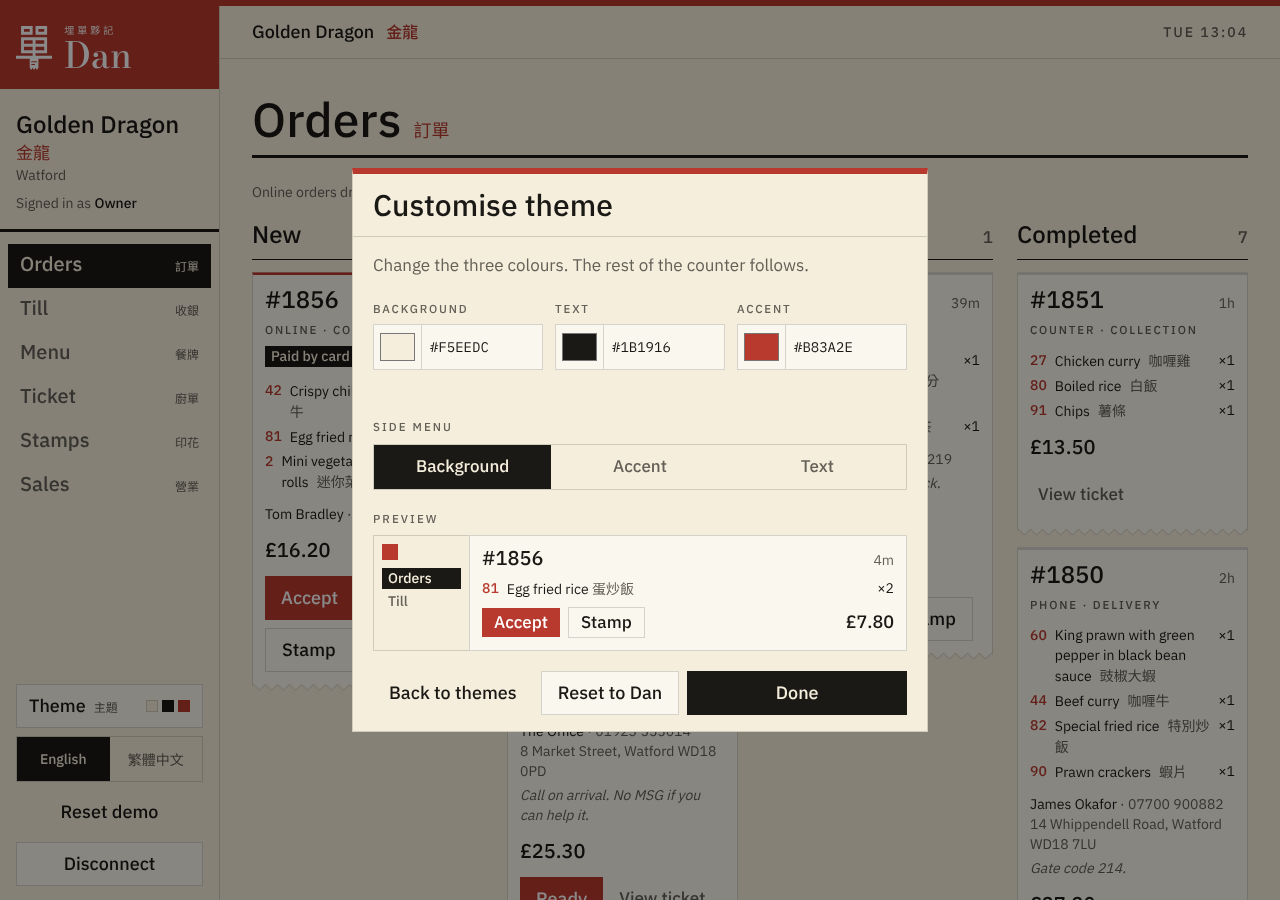 單
埋單夥記
Dan
Golden Dragon
金龍
Watford
Signed in as Owner
Orders 訂單
Till 收銀
Menu 餐牌
Ticket 廚單
Stamps 印花
Sales 營業
Theme 主題
English 繁體中文
Reset demo
Disconnect
Golden Dragon 金龍
TUE 13:04
Orders 訂單
Online orders
New
#1856
ONLINE ·
Paid by card
42 Crispy
牛
81 Egg fried
2 Mini
rolls 迷你
Tom Bradley ·
£16.20
Accept
Stamp
Customise theme
Change the three colours. The rest of the counter follows.
BACKGROUND TEXT ACCENT
#F5EEDC #1B1916 #B83A2E
SIDE MENU
Background Accent Text
PREVIEW
Orders
Till
#1856 4m
81 Egg fried rice 蛋炒飯 ×2
Accept Stamp £7.80
Back to themes Reset to Dan Done
8 Market Street, Watford WD18
0PD
Call on arrival. No MSG if you
can help it.
£25.30
Ready View ticket
1
39m
×1
分
×1
219
Completed 7
#1851 1h
COUNTER · COLLECTION
27 Chicken curry 咖喱雞 ×1
80 Boiled rice 白飯 ×1
91 Chips 薯條 ×1
£13.50
View ticket
#1850 2h
PHONE · DELIVERY
60 King prawn with green ×1
pepper in black bean
sauce 豉椒大蝦
44 Beef curry 咖喱牛 ×1
82 Special fried rice 特別炒 ×1
飯
90 Prawn crackers 蝦片 ×1
James Okafor · 07700 900882
14 Whippendell Road, Watford
WD18 7LU
Gate code 214.